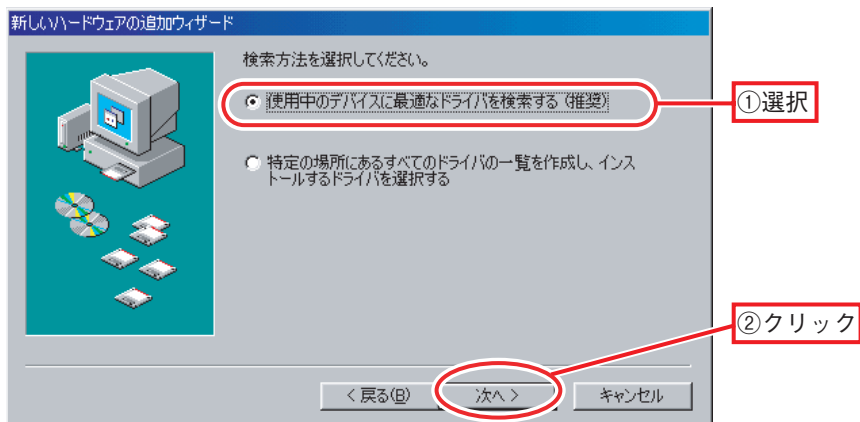 新しいハードウェアの追加ウィザード
検索方法を選択してください。
使用中のデバイスに最適なドライバを検索する (推奨)
①選択
特定の場所にあるすべてのドライバの一覧を作成し、インス
トールするドライバを選択する
②クリック
< 戻る(B)
次へ >
キャンセル